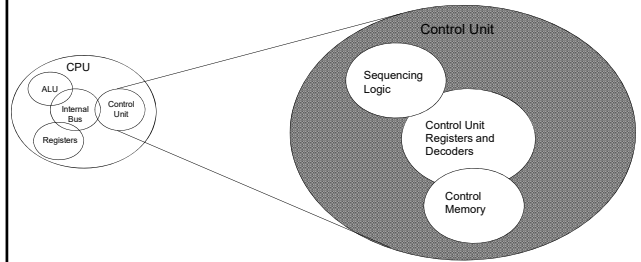 Control Unit
CPU
Sequencing
Logic
ALU
Internal
Bus
Control
Unit
Registers
Control Unit
Registers and
Decoders
Control
Memory